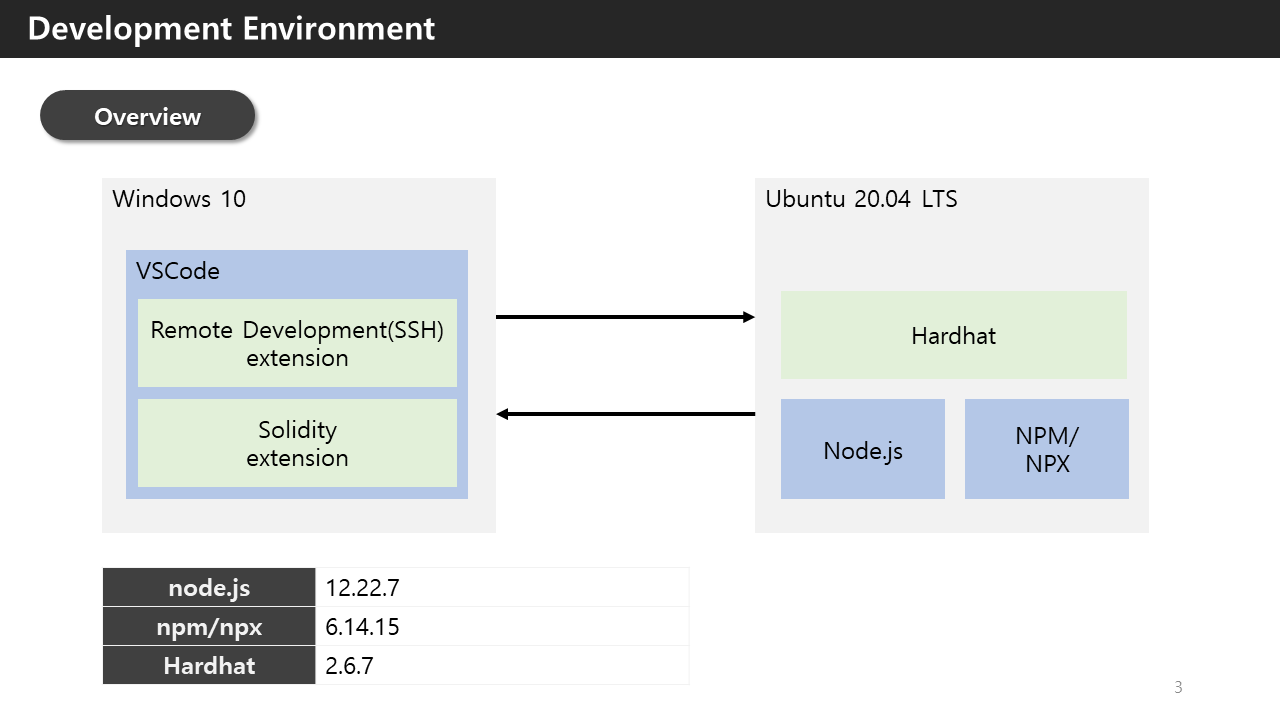 Development Environment
Overview
Windows 10
VSCode
Remote Development(SSH)
extension
Solidity
extension
Ubuntu 20.04 LTS
Hardhat
Node.js
NPM/
NPX
node.js 12.22.7
npm/npx 6.14.15
Hardhat 2.6.7
3